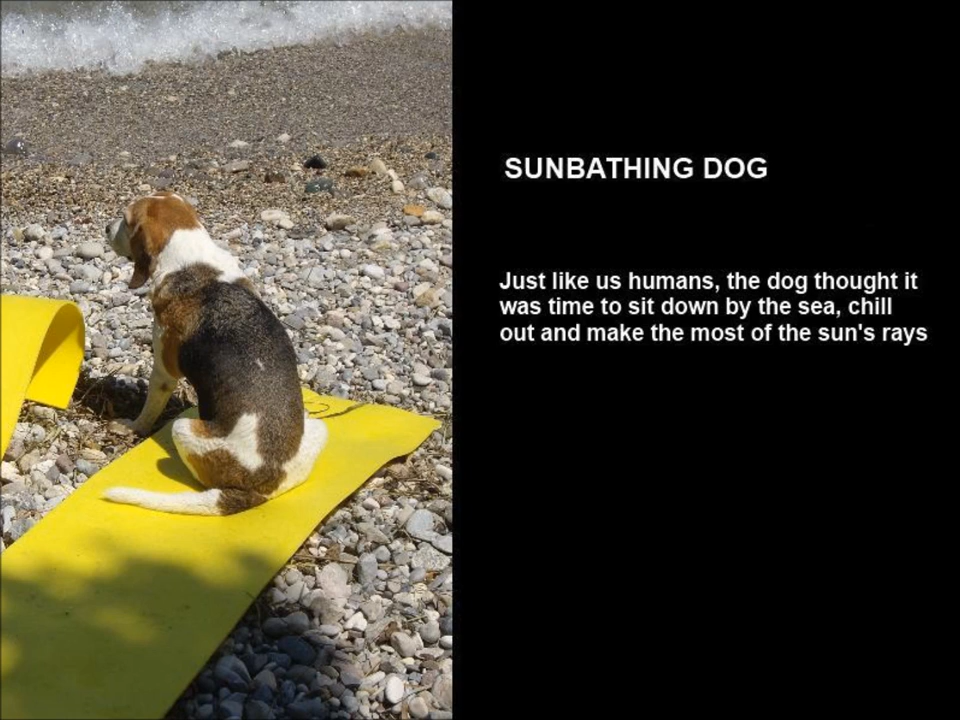 SUNBATHING DOG
Just like us humans, the dog thought it
was time to sit down by the sea, chill
out and make the most of the sun's rays